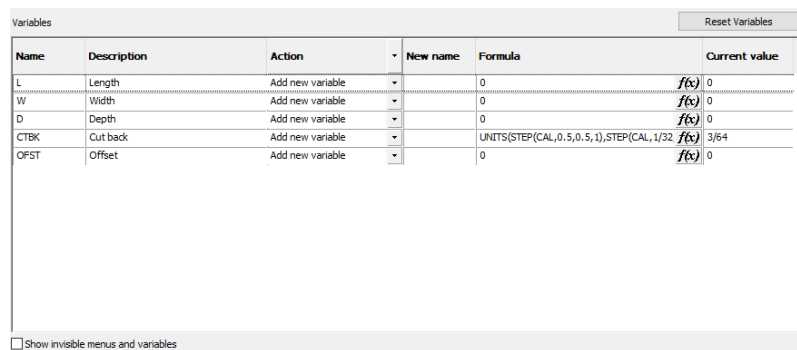 Variables Reset Variables
Name Description Action New name Formula Current value
L Length Add new variable 0 f(x) 0
W Width Add new variable 0 f(x) 0
D Depth Add new variable 0 f(x) 0
CTBK Cut back Add new variable UNITS(STEP(CAL,0.5,0.5,1),STEP(CAL,1/32, f(x) 3/64
OFST Offset Add new variable 0 f(x) 0
Show invisible menus and variables